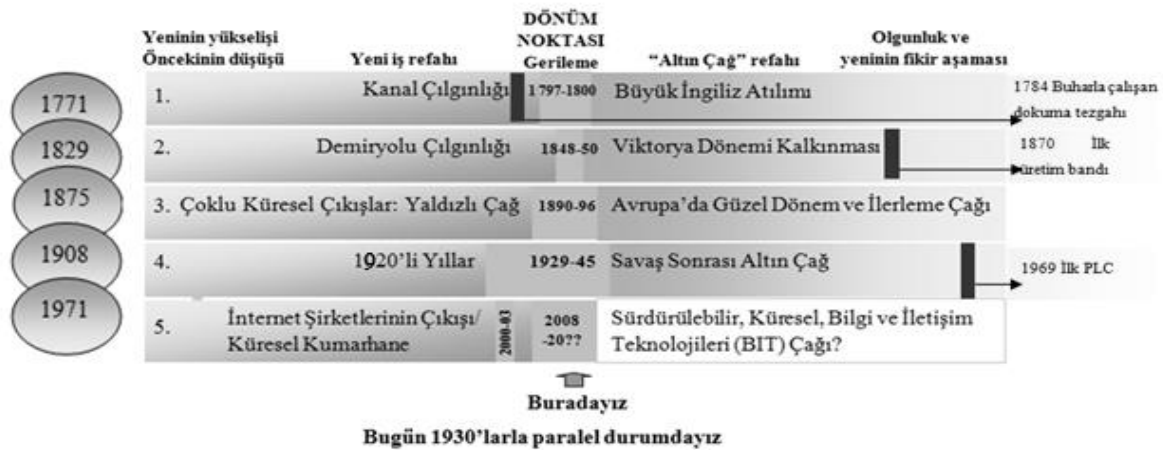 Yeninin yükselişi
Öncekinin düşüşü
Yeni iş refahı
DÖNÜM
NOKTASI
Gerileme
“Altın Çağ” refahı
Olgunluk ve
yeninin fikir aşaması
1771
1. Kanal Çılgınlığı 1797-1800 Büyük İngiliz Atılımı
1784 Buharla çalışan
dokuma tezgahı
1829
2. Demiryolu Çılgınlığı 1848-50 Viktorya Dönemi Kalkınması
1870 İlk
üretim bandı
1875
3. Çoklu Küresel Çıkışlar: Yaldızlı Çağ 1890-96 Avrupa’da Güzel Dönem ve İlerleme Çağı
1908
4. 1920’li Yıllar 1929-45 Savaş Sonrası Altın Çağ
1969 İlk PLC
1971
5. İnternet Şirketlerinin Çıkışı/
Küresel Kumarhane
2000-03
2008
-20??
Sürdürülebilir, Küresel, Bilgi ve İletişim
Teknolojileri (BIT) Çağı?
Buradayız
Bugün 1930’larla paralel durumdayız